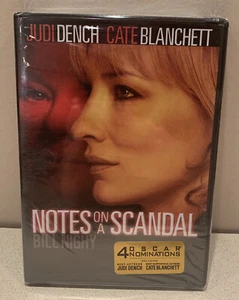 JUDI DENCH CATE BLANCHETT
NOTES ON A SCANDAL
BILL NIGHY
4 OSCAR
NOMINATIONS
JUDI DENCH CATE BLANCHETT